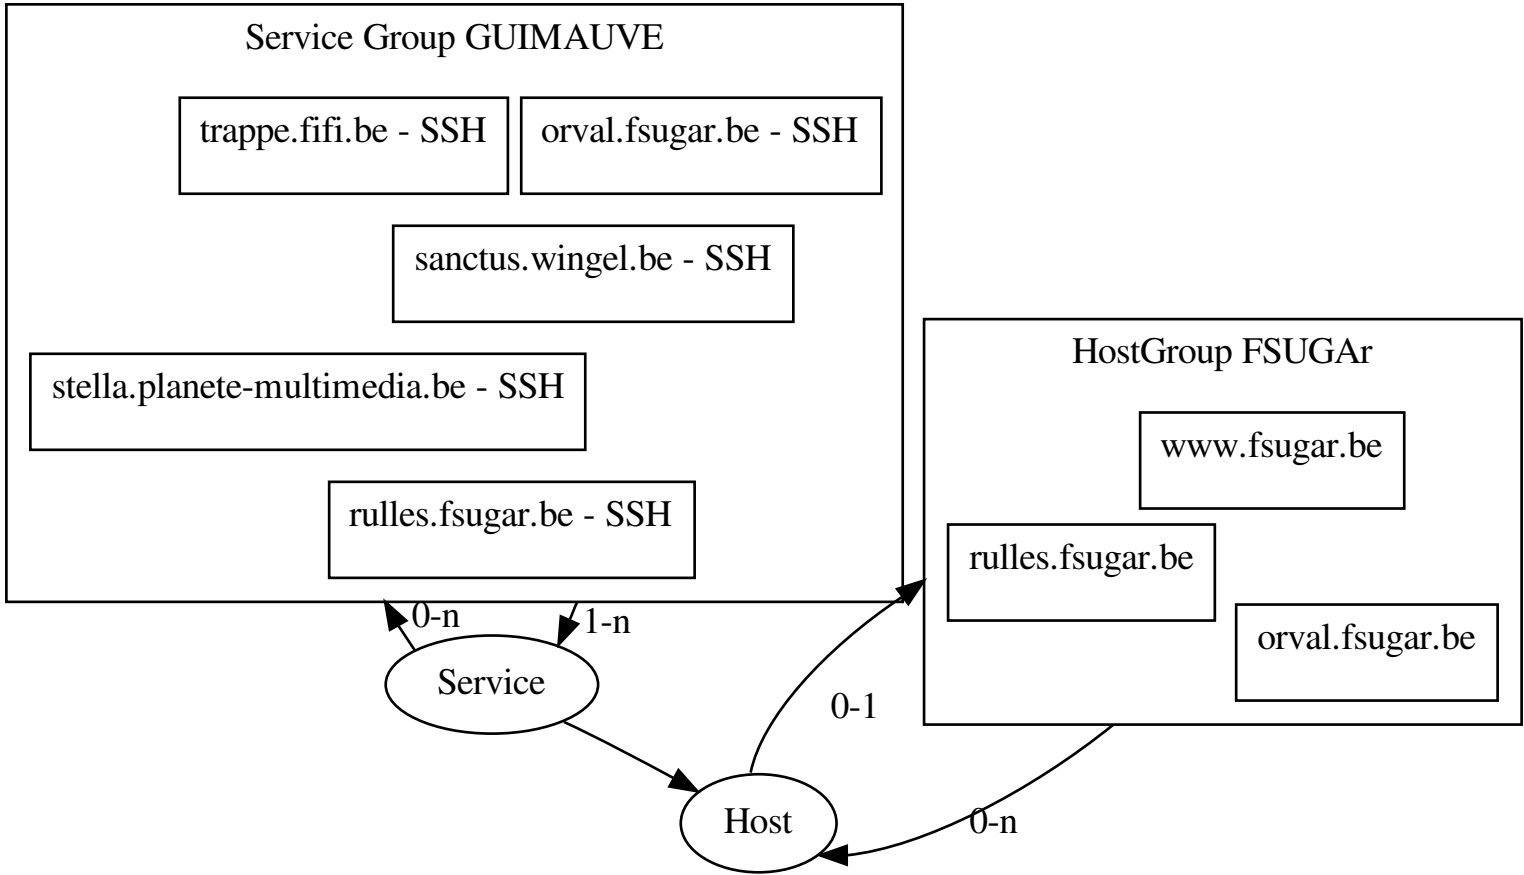 Service Group GUIMAUVE
trappe.fifi.be - SSH
orval.fsugar.be - SSH
sanctus.wingel.be - SSH
stella.planete-multimedia.be - SSH
rulles.fsugar.be - SSH
HostGroup FSUGAr
www.fsugar.be
rulles.fsugar.be
orval.fsugar.be
0-n
1-n
Service
0-1
Host
0-n